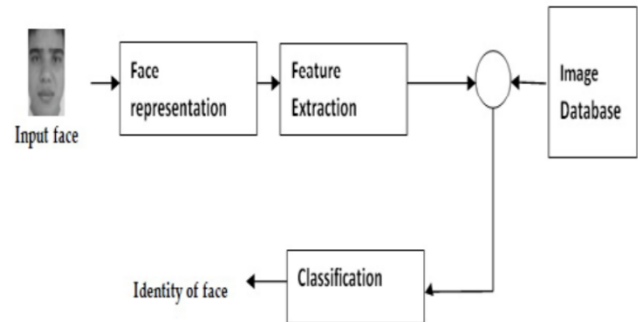 Input face
Face
representation
Feature
Extraction
Image
Database
Classification
Identity of face